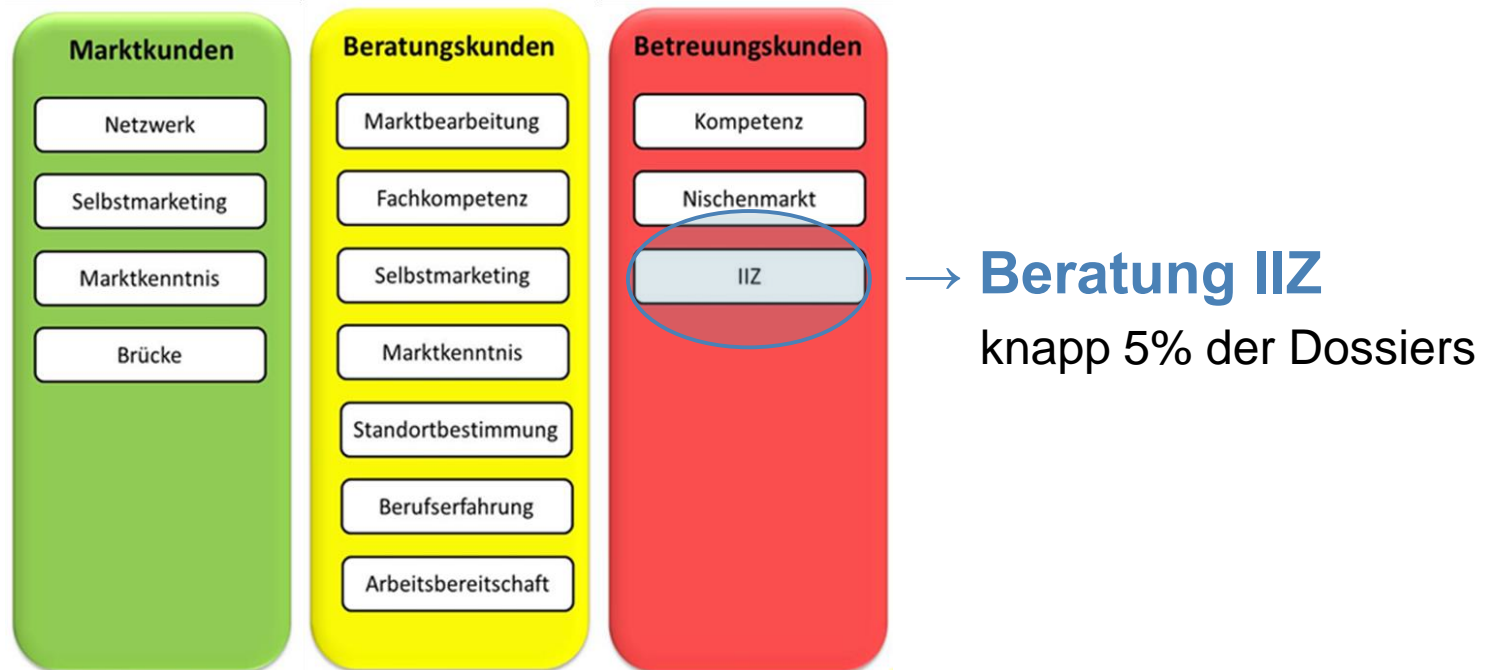 Marktkunden
Netzwerk
Selbstmarketing
Marktkenntnis
Brücke
Beratungskunden
Marktbearbeitung
Fachkompetenz
Selbstmarketing
Marktkenntnis
Standortbestimmung
Berufserfahrung
Arbeitsbereitschaft
Betreuungskunden
Kompetenz
Nischenmarkt
IIZ
→ Beratung IIZ
knapp 5% der Dossiers